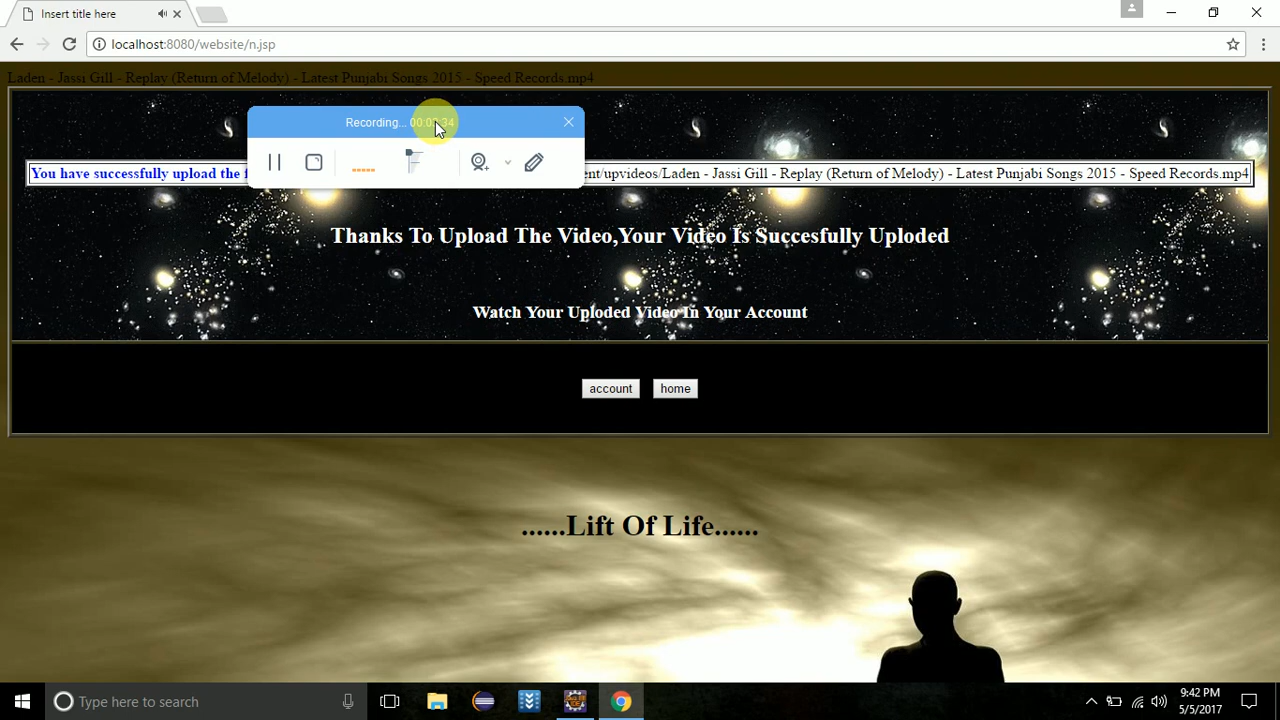 Insert title here
localhost:8080/website/n.jsp
Laden - Jassi Gill - Replay (Return of Melody) - Latest Punjabi Songs 2015 - Speed Records.mp4
Recording...
You have successfully upload the
ent/upvideos/Laden - Jassi Gill - Replay (Return of Melody) - Latest Punjabi Songs 2015 - Speed Records.mp4
Thanks To Upload The Video,Your Video Is Succesfully Uploded
Watch Your Uploded Video In Your Account
account home
......Lift Of Life......
Type here to search
9:42 PM
5/5/2017